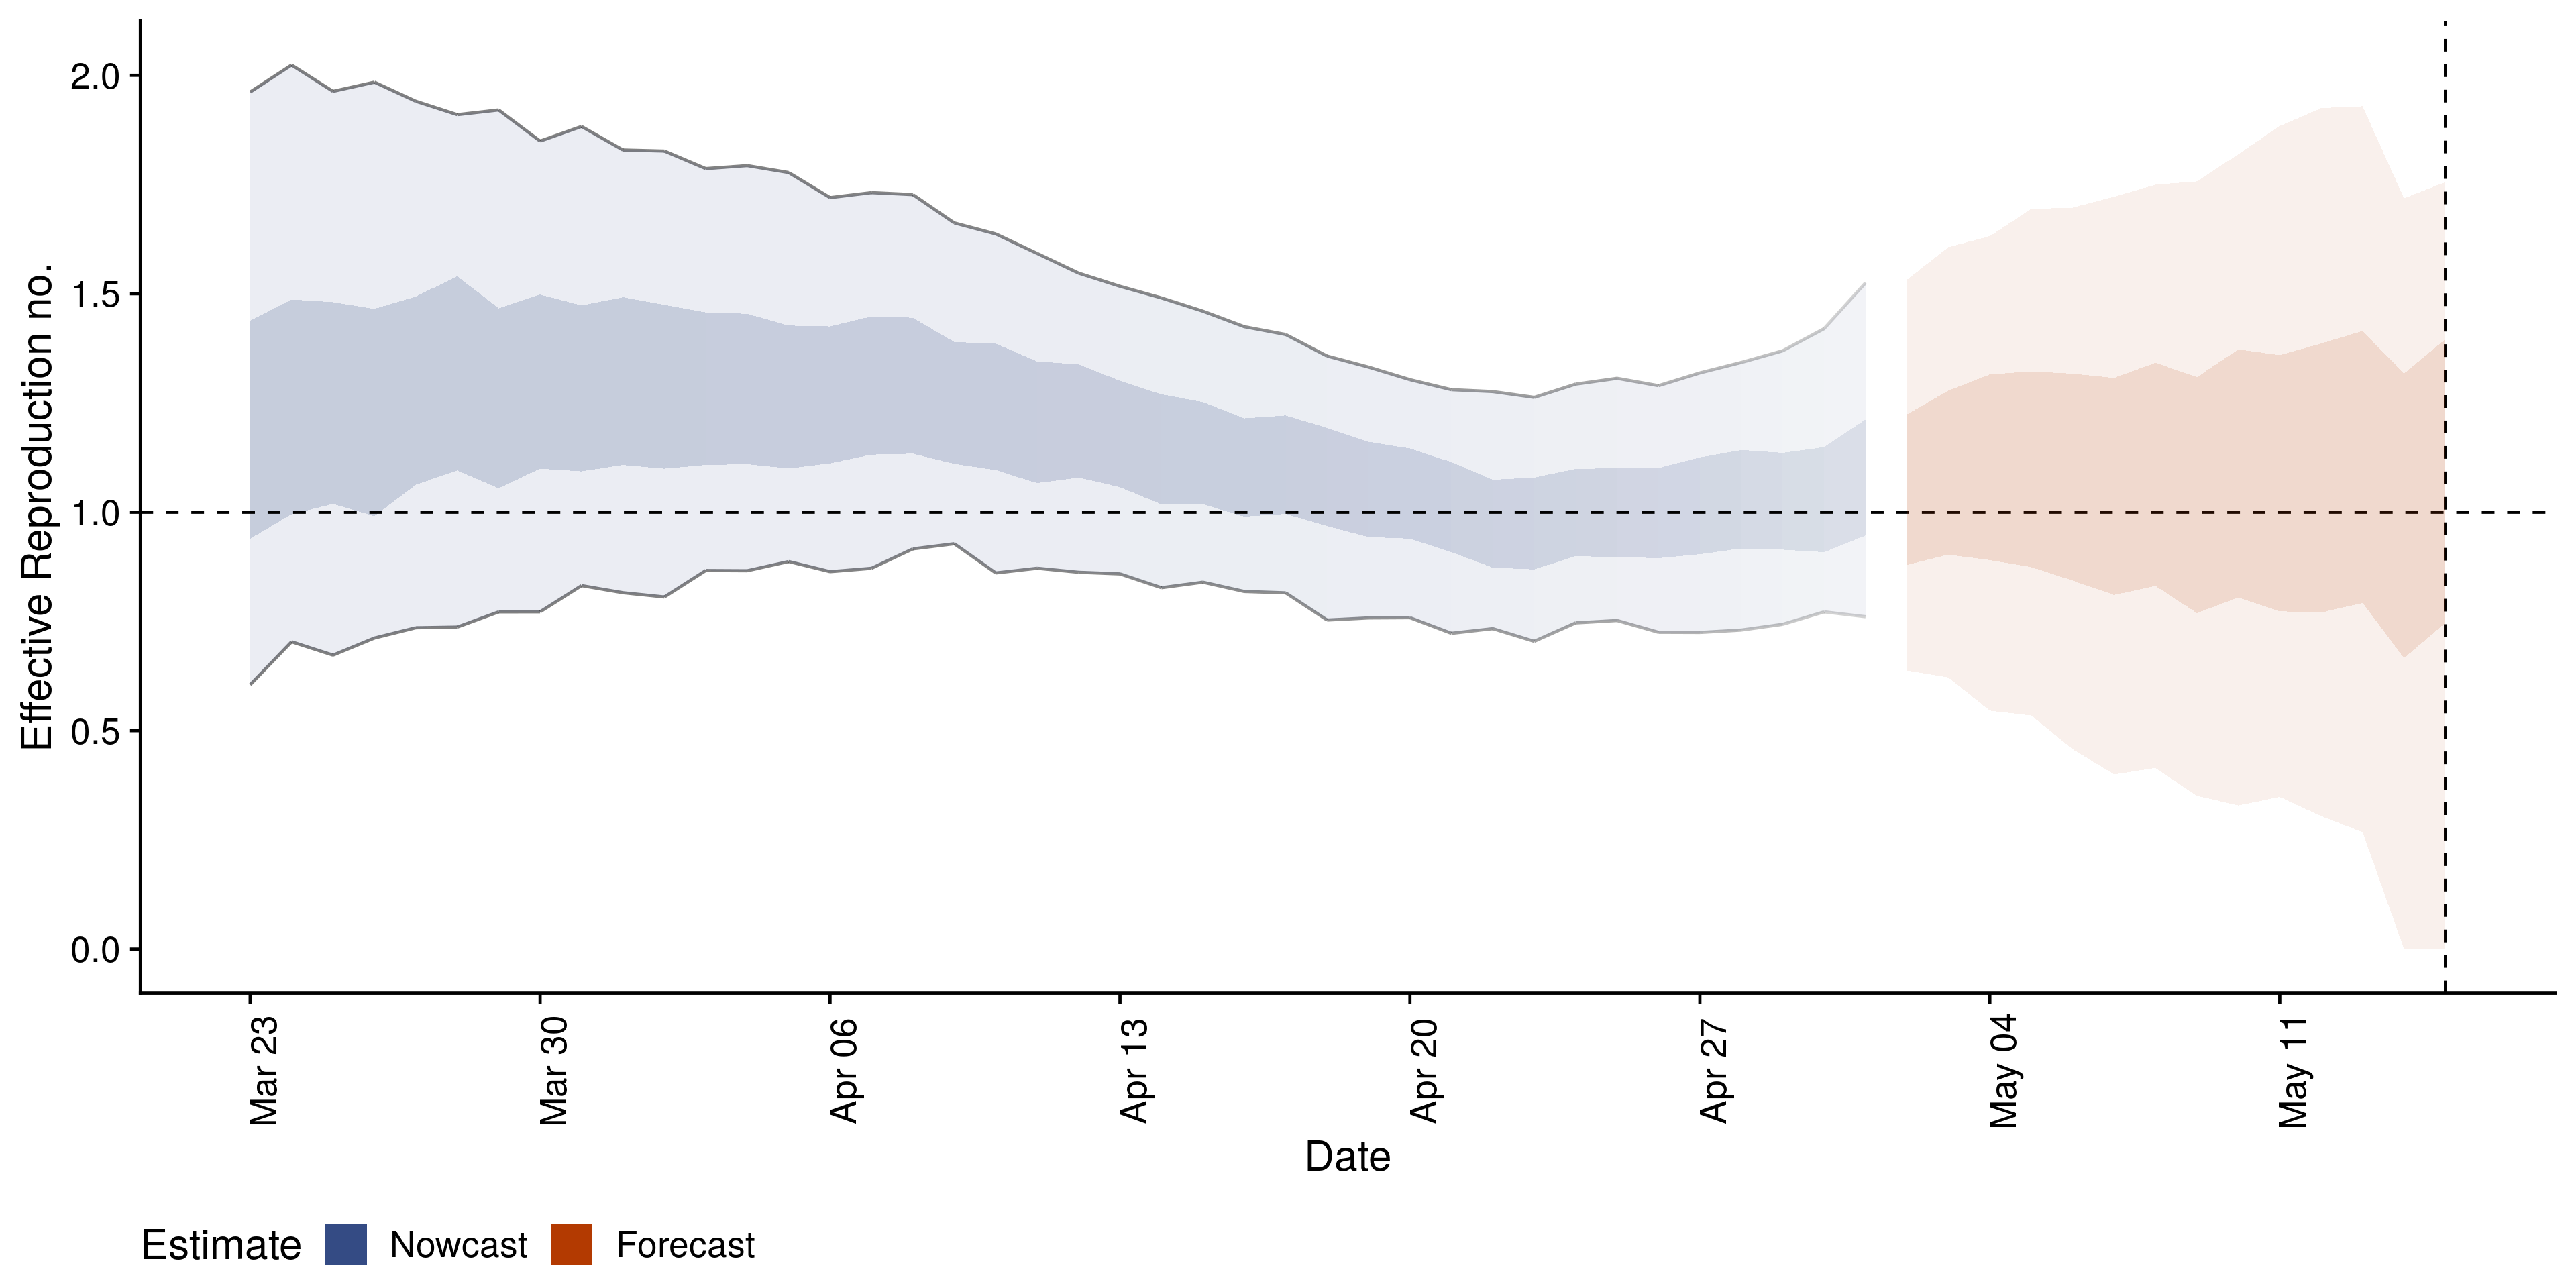 Effective Reproduction no.
2.0
1.5
1.0
0.5
0.0
Mar 23
Mar 30
Apr 06
Apr 13
Apr 20
Apr 27
May 04
May 11
Date
Estimate Nowcast Forecast